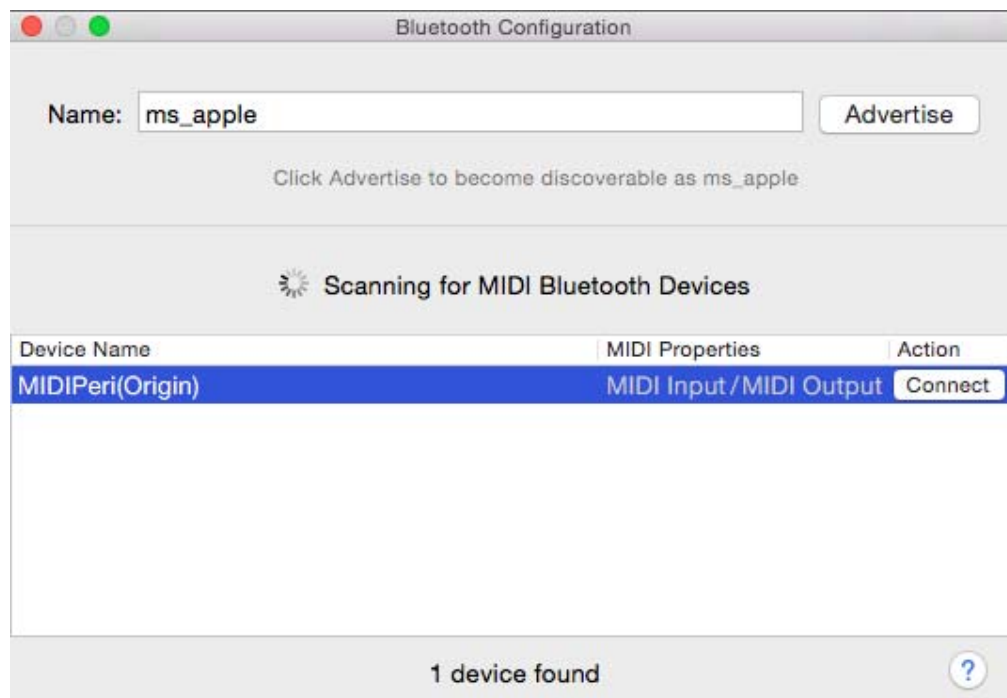 Bluetooth Configuration
Name: ms_apple Advertise
Click Advertise to become discoverable as ms_apple
Scanning for MIDI Bluetooth Devices
Device Name MIDI Properties Action
MIDIPeri(Origin) MIDI Input/MIDI Output Connect
1 device found ?